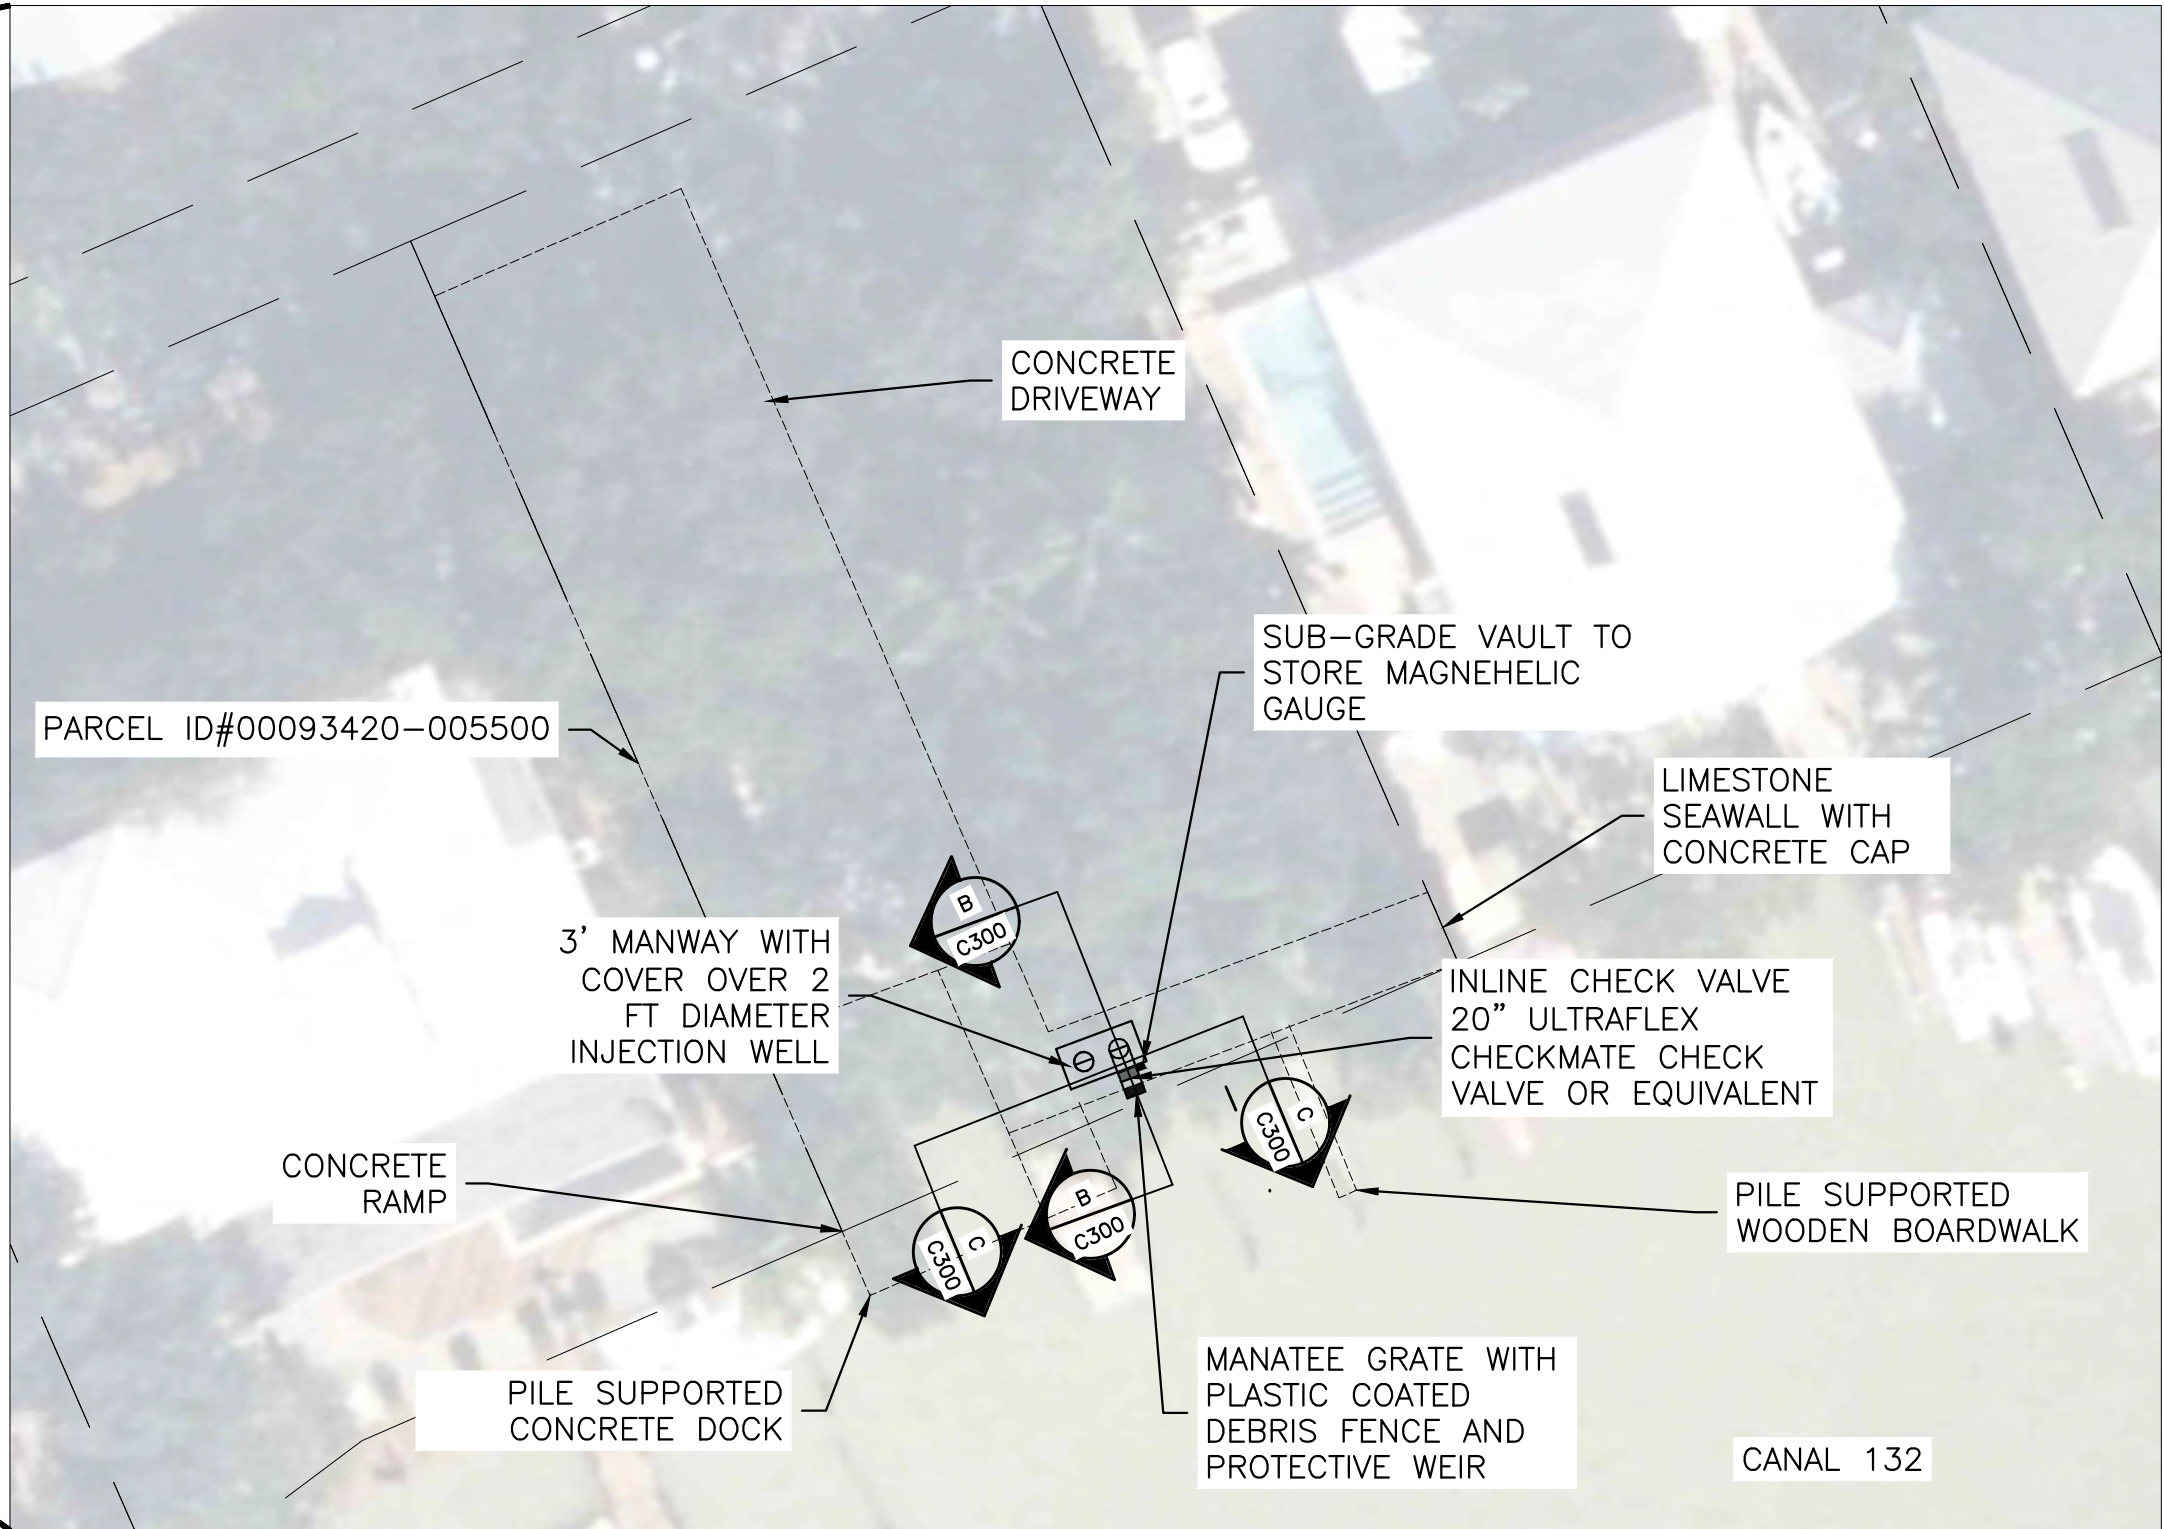 CONCRETE
DRIVEWAY
SUB-GRADE VAULT TO
STORE MAGNEHELIC
GAUGE
PARCEL ID#00093420-005500
LIMESTONE
SEAWALL WITH
CONCRETE CAP
B
C300
3' MANWAY WITH
COVER OVER 2
FT DIAMETER
INJECTION WELL
INLINE CHECK VALVE
20" ULTRAFLEX
CHECKMATE CHECK
VALVE OR EQUIVALENT
C
C300
CONCRETE
RAMP
B
C300
PILE SUPPORTED
WOODEN BOARDWALK
C
C300
PILE SUPPORTED
CONCRETE DOCK
MANATEE GRATE WITH
PLASTIC COATED
DEBRIS FENCE AND
PROTECTIVE WEIR
CANAL 132